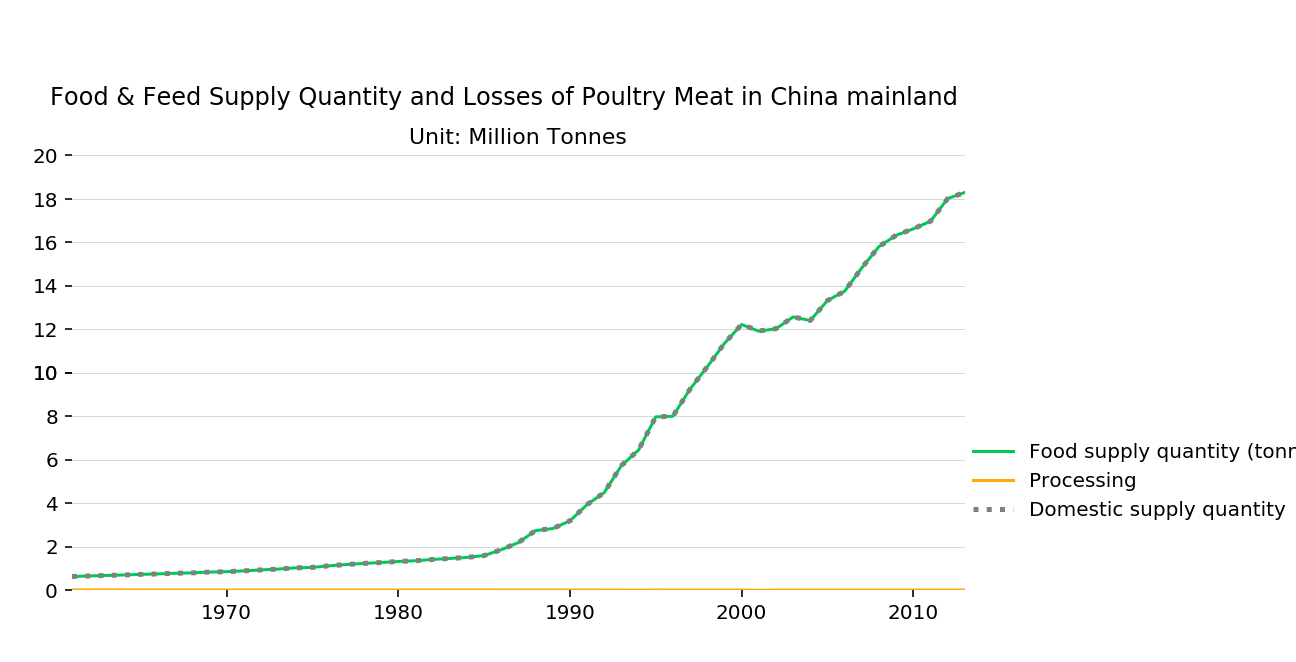 Food & Feed Supply Quantity and Losses of Poultry Meat in China mainland
Unit: Million Tonnes
20
18
16
14
12
10
8
6
4
2
0
1970 1980 1990 2000 2010
Food supply quantity (tonn
Processing
Domestic supply quantity